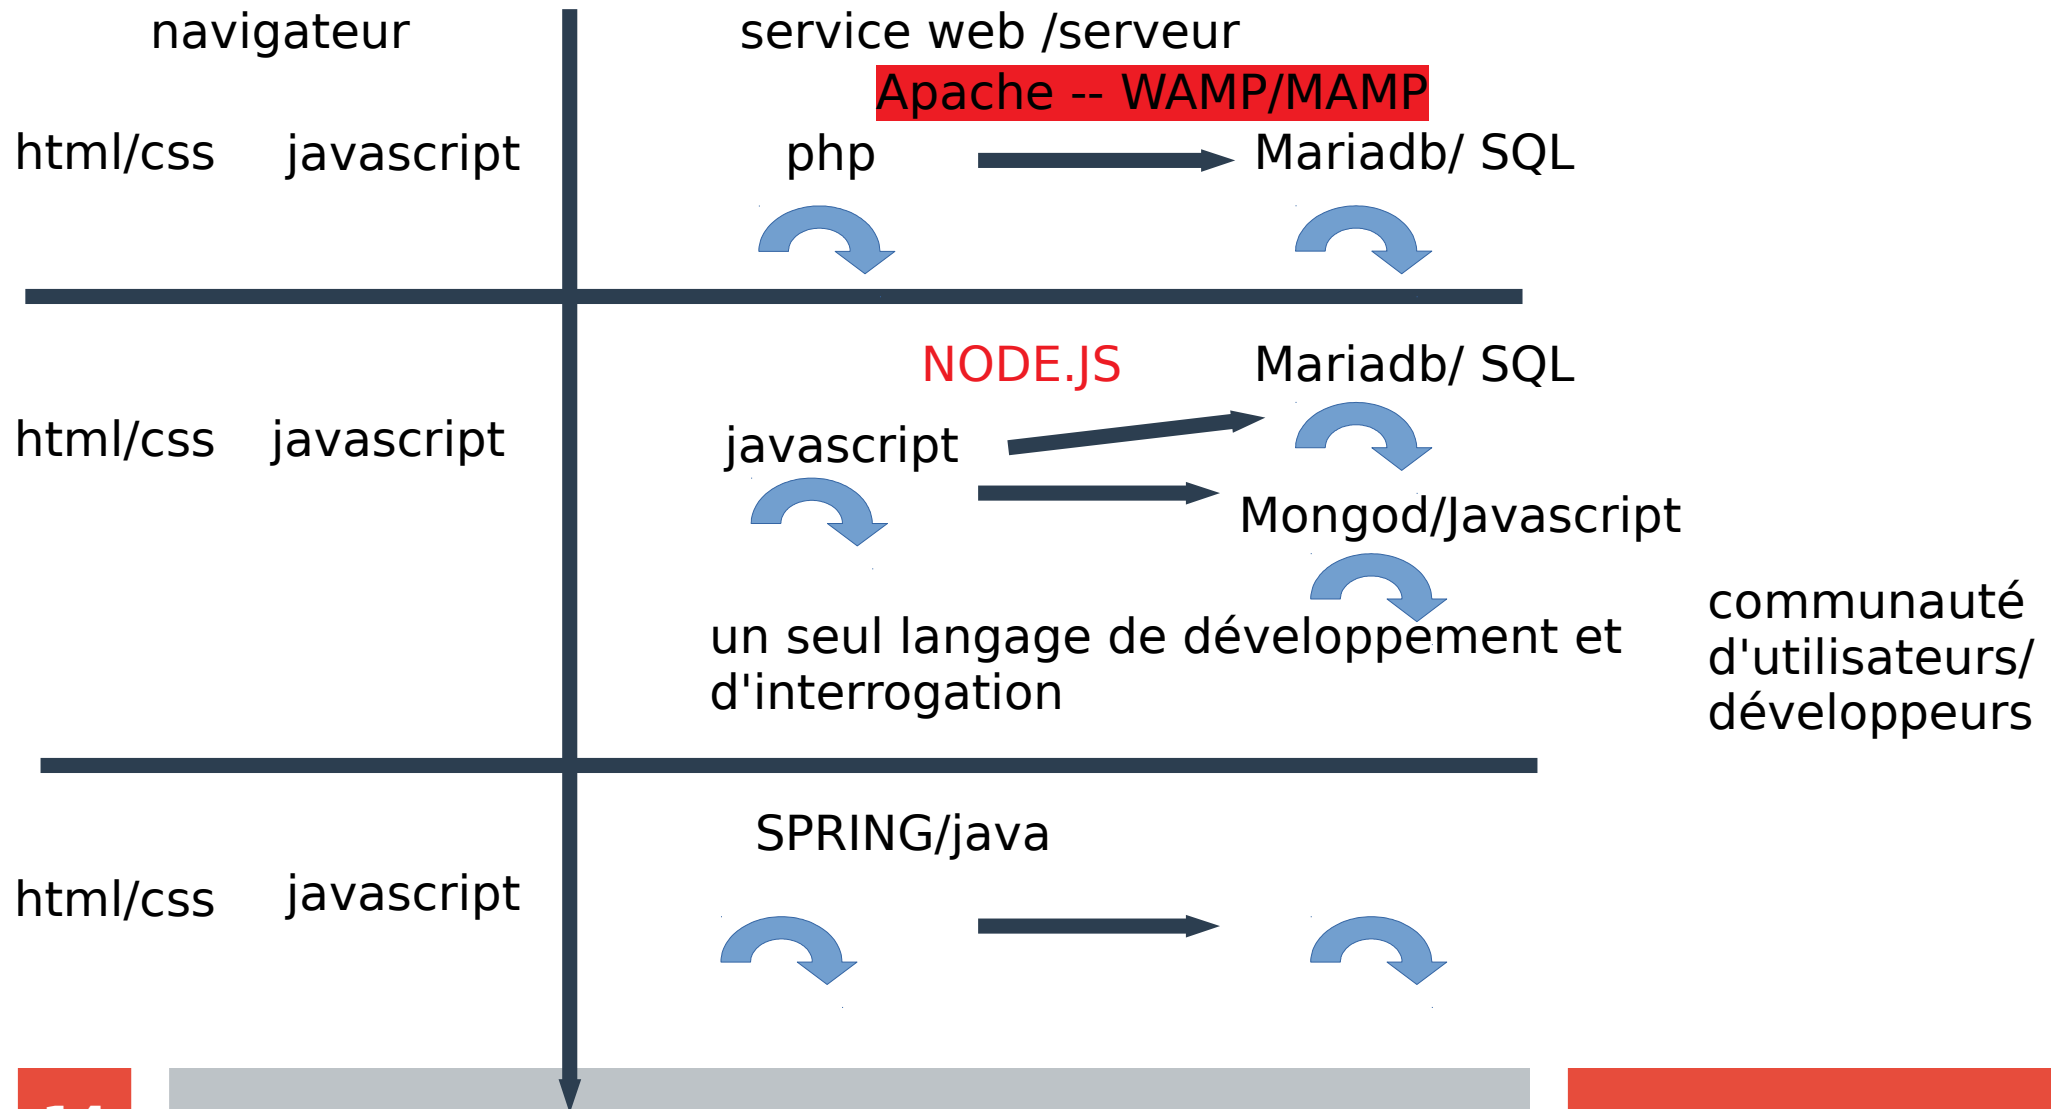 navigateur
service web /serveur
Apache -- WAMP/MAMP
html/css javascript
php
Mariadb/ SQL
NODE.JS
Mariadb/ SQL
html/css javascript
javascript
Mongod/Javascript
un seul langage de développement et
d'interrogation
communauté
d'utilisateurs/
développeurs
SPRING/java
html/css javascript